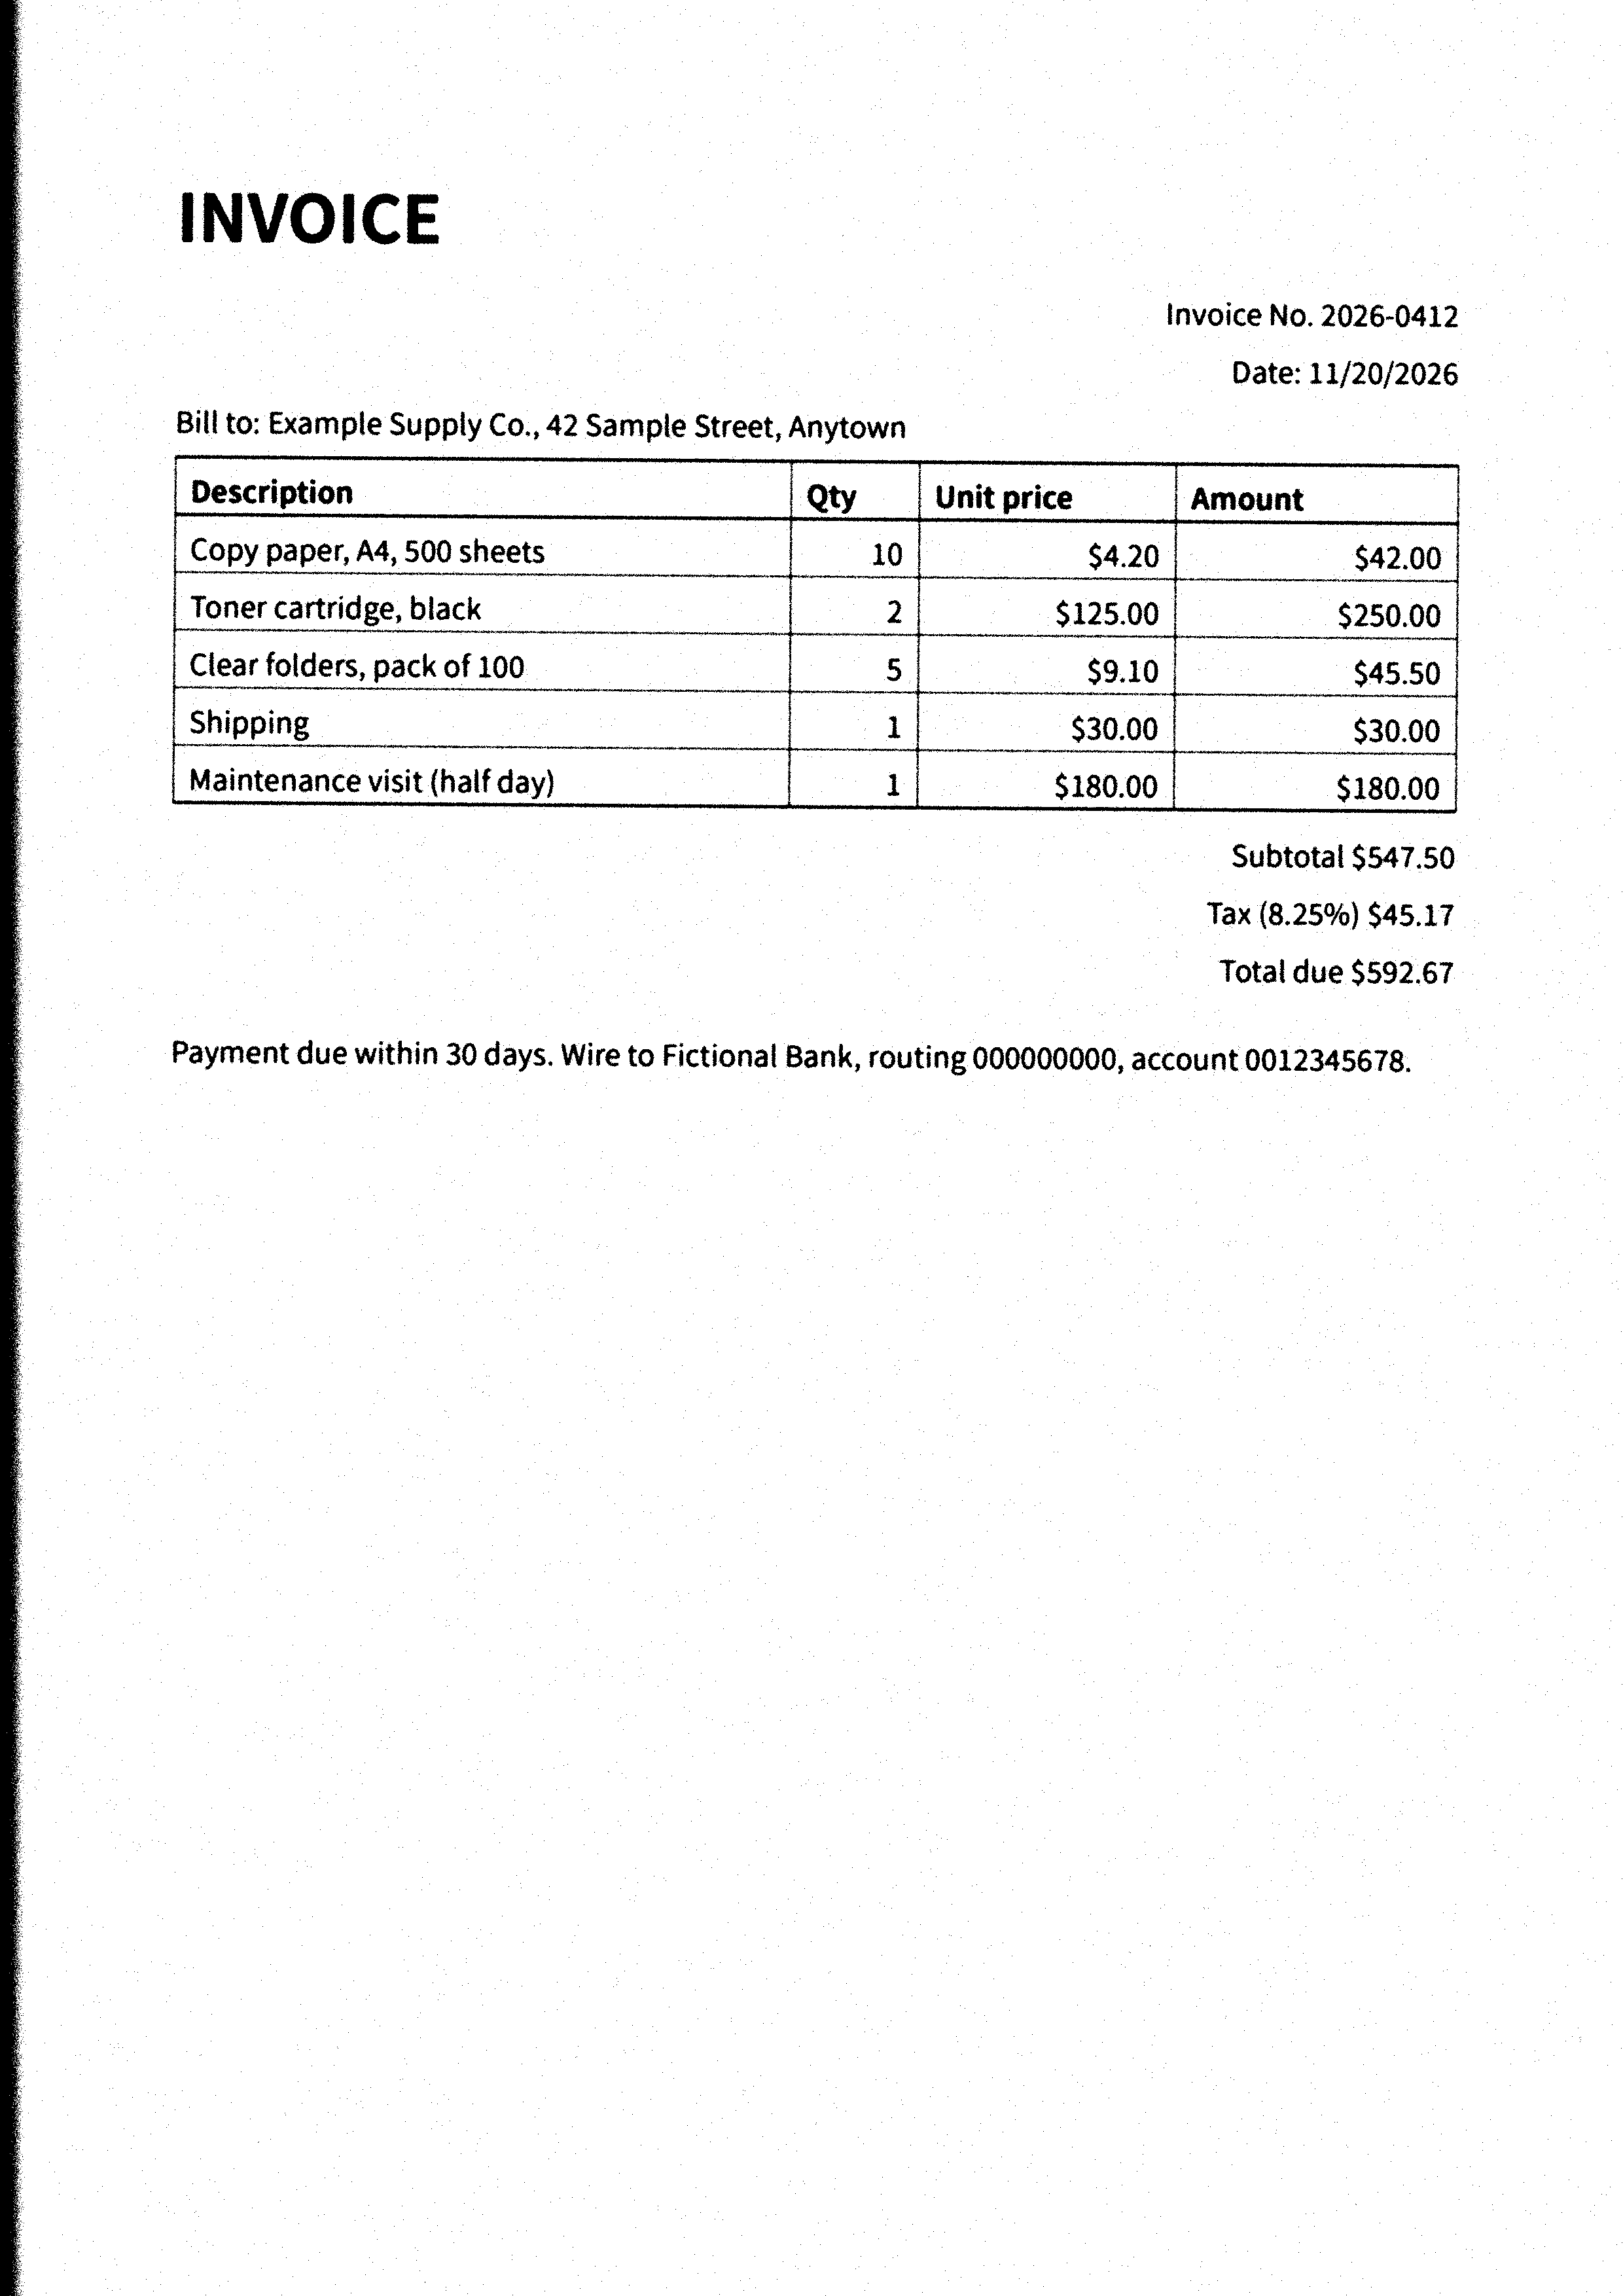 INVOICE
Invoice No. 2026-0412
Date: 11/20/2026
Bill to: Example Supply Co., 42 Sample Street, Anytown
Description Qty Unit price Amount
Copy paper, A4, 500 sheets 10 $4.20 $42.00
Toner cartridge, black 2 $125.00 $250.00
Clear folders, pack of 100 5 $9.10 $45.50
Shipping 1 $30.00 $30.00
Maintenance visit (half day) 1 $180.00 $180.00
Subtotal $547.50
Tax (8.25%) $45.17
Total due $592.67
Payment due within 30 days. Wire to Fictional Bank, routing 000000000, account 0012345678.